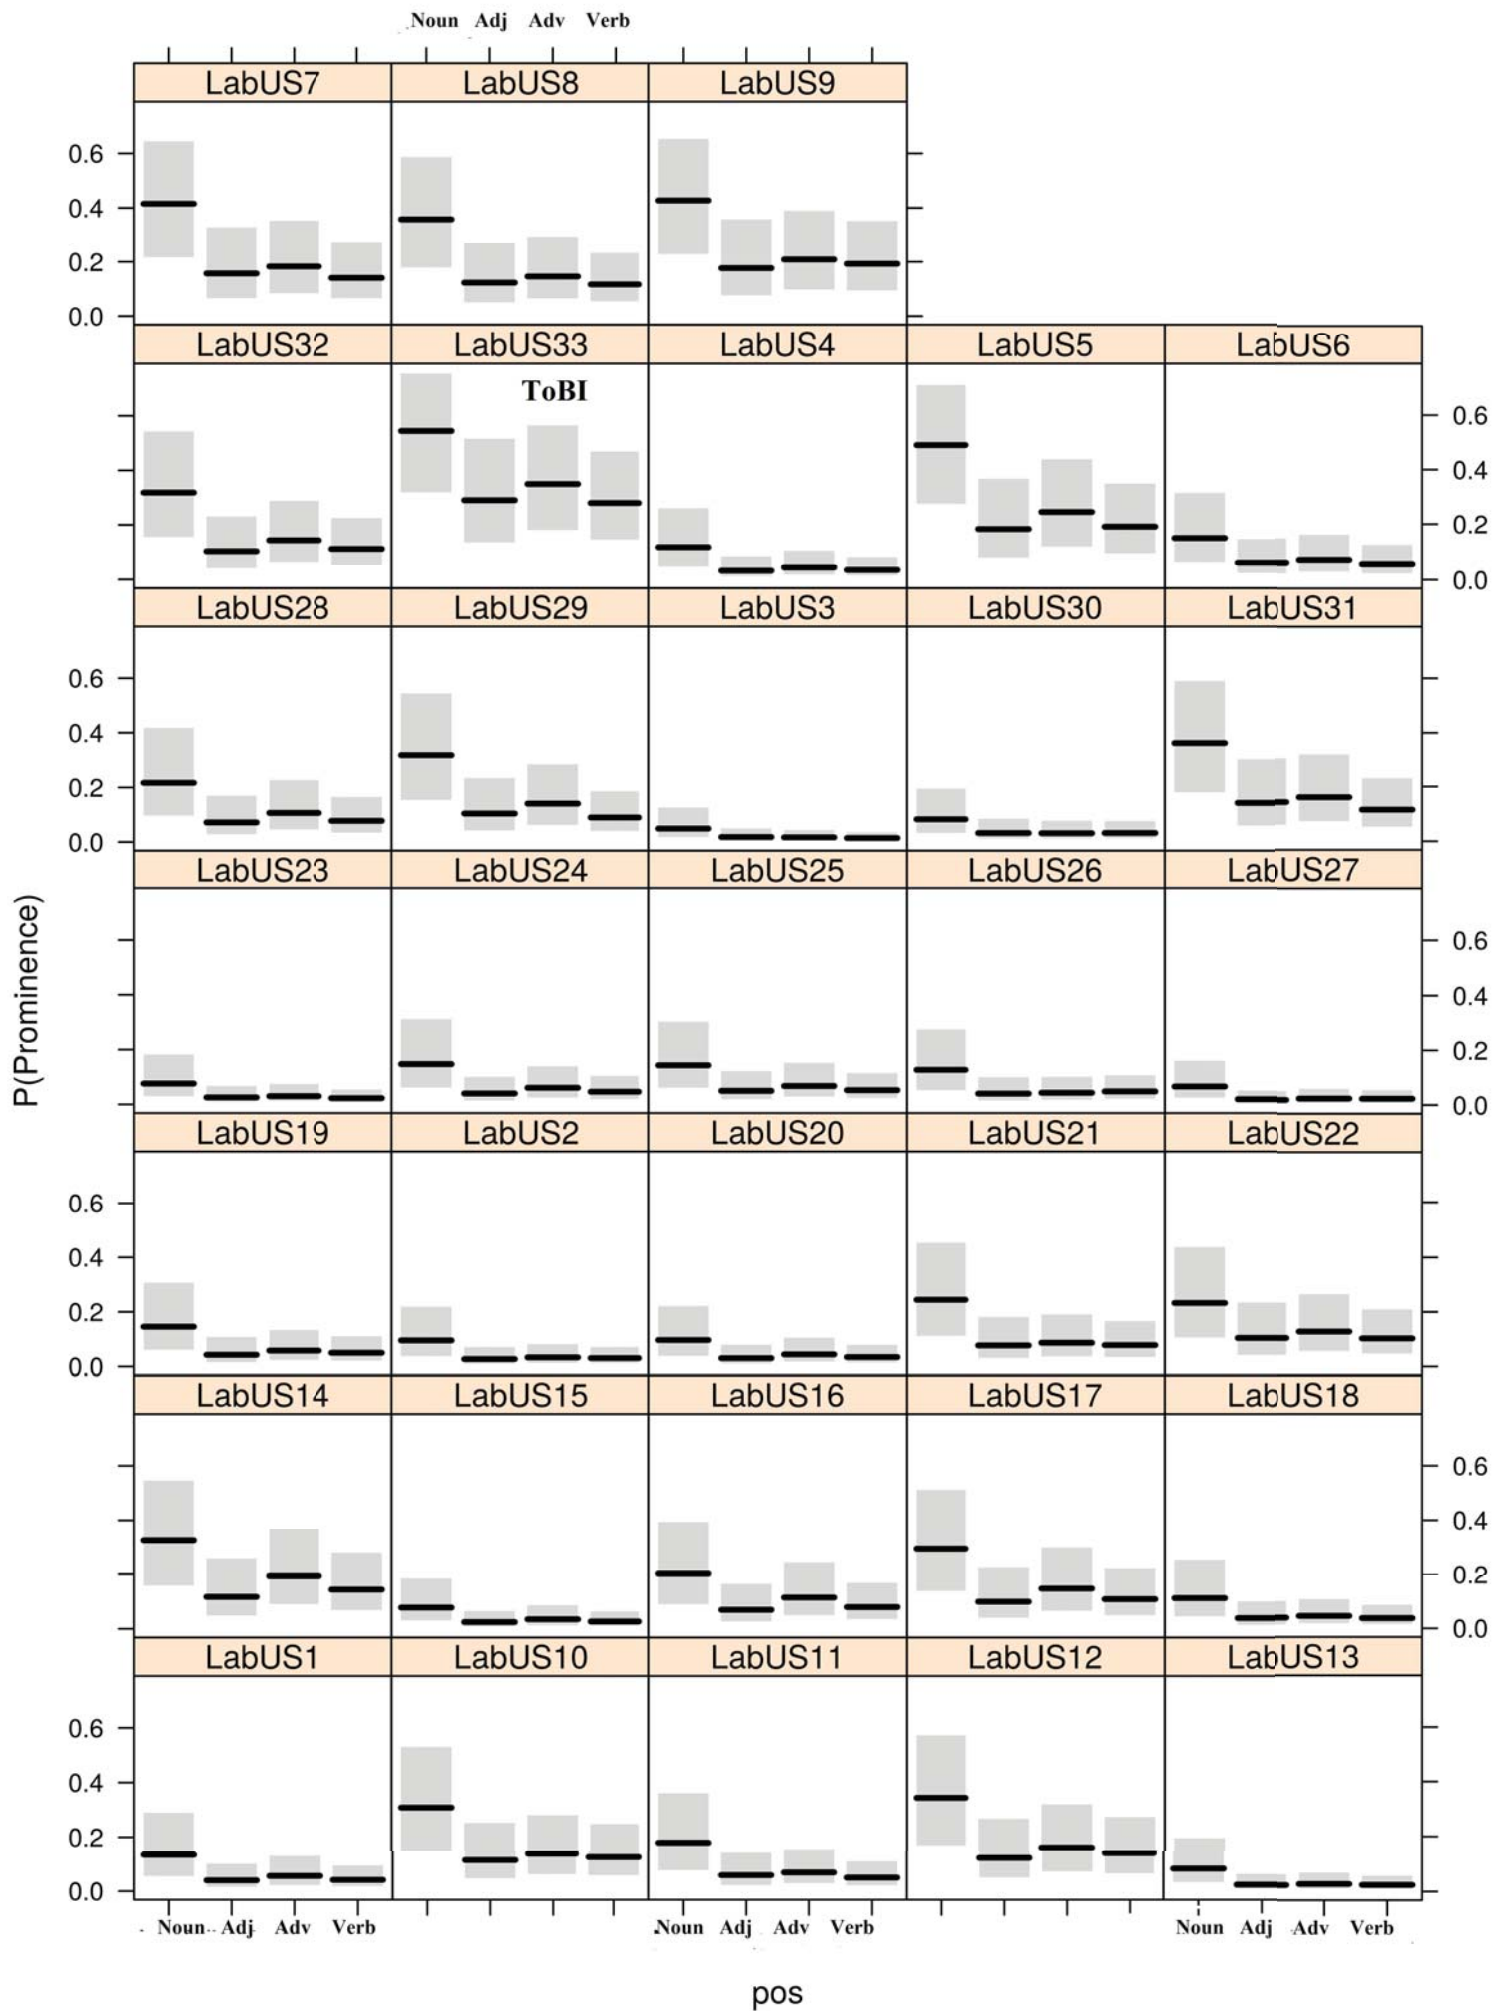 Noun Adj Adv Verb
LabUS7 LabUS8 LabUS9
0.6
0.4
0.2
0.0
LabUS32 LabUS33 LabUS4 LabUS5 LabUS6
ToBI
0.6
0.4
0.2
0.0
LabUS28 LabUS29 LabUS3 LabUS30 LabUS31
0.6
0.4
0.2
0.0
LabUS23 LabUS24 LabUS25 LabUS26 LabUS27
P(Prominence)
0.6
0.4
0.2
0.0
LabUS19 LabUS2 LabUS20 LabUS21 LabUS22
0.6
0.4
0.2
0.0
LabUS14 LabUS15 LabUS16 LabUS17 LabUS18
0.6
0.4
0.2
0.0
LabUS1 LabUS10 LabUS11 LabUS12 LabUS13
0.6
0.4
0.2
0.0
Noun Adj Adv Verb Noun Adj Adv Verb Noun Adj Adv Verb
pos